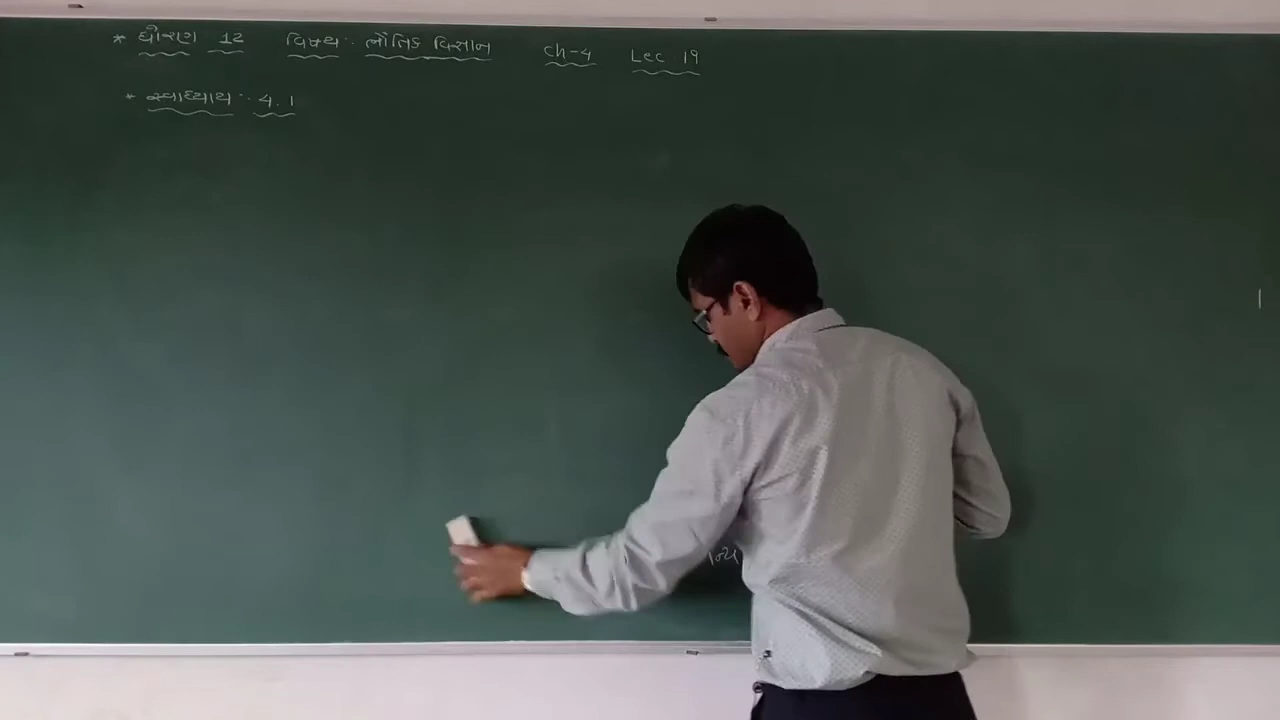 * ધોરણ 12 વિષય : ભૌતિક વિજ્ઞાન Ch-4 Lec 19
* સ્વાધ્યાય : 4.1